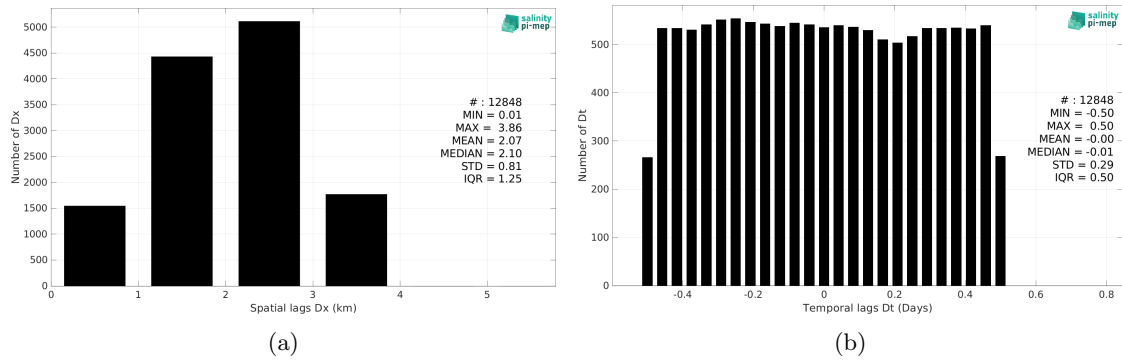 5000
4500
4000
3500
3000
2500
2000
1500
1000
500
0
Number of Dx
0 1 2 3 4 5
Spatial lags Dx (km)
salinity
pi-mep
# : 12848
MIN = 0.01
MAX = 3.86
MEAN = 2.07
MEDIAN = 2.10
STD = 0.81
IQR = 1.25
(a)
500
400
300
200
100
0
Number of Dt
-0.4 -0.2 0 0.2 0.4 0.6 0.8
Temporal lags Dt (Days)
salinity
pi-mep
# : 12848
MIN = -0.50
MAX = 0.50
MEAN = -0.00
MEDIAN = -0.01
STD = 0.29
IQR = 0.50
(b)